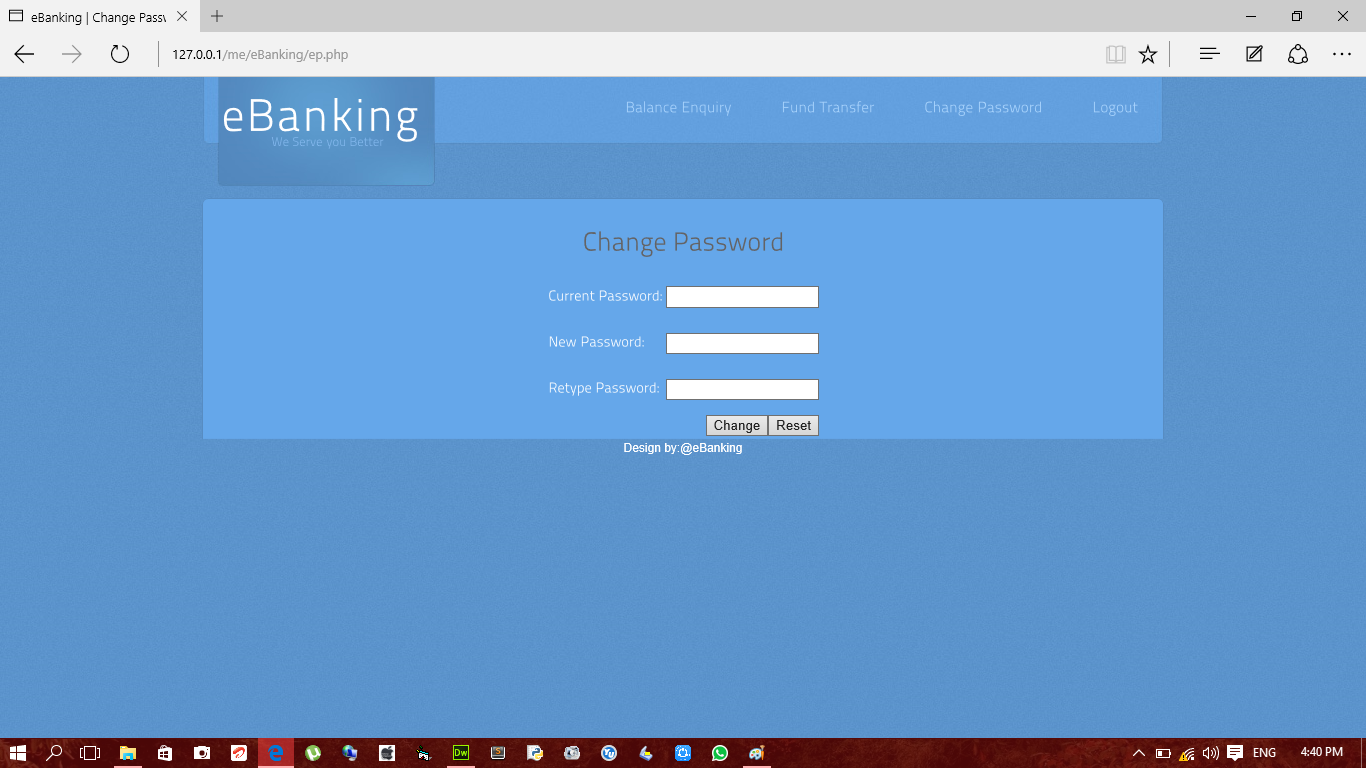 eBanking | Change Passw
127.0.0.1/me/eBanking/ep.php
eBanking
We Serve you Better
Balance Enquiry Fund Transfer Change Password Logout
Change Password
Current Password:
New Password:
Retype Password:
Change Reset
Design by:@eBanking
Dw
ENG 4:40 PM